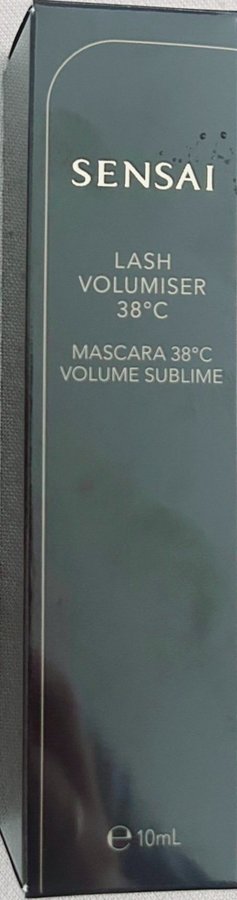 SENSAI
LASH
VOLUMISER
38°C
MASCARA 38°C
VOLUME SUBLIME
℮ 10mL